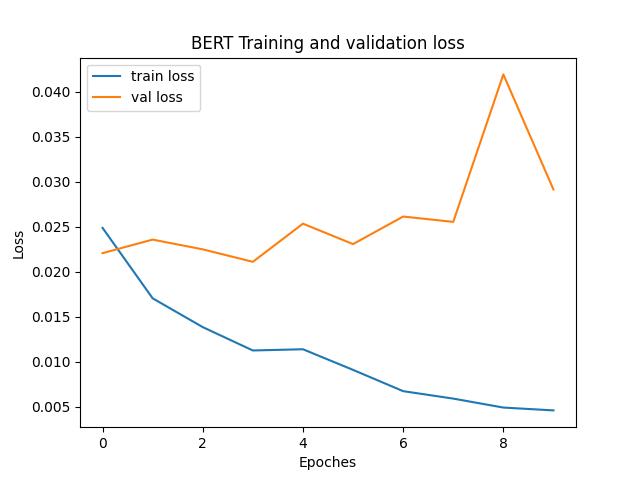 BERT Training and validation loss
train loss
val loss
0.040
0.035
0.030
0.025
0.020
0.015
0.010
0.005
Loss
0 2 4 6 8
Epoches